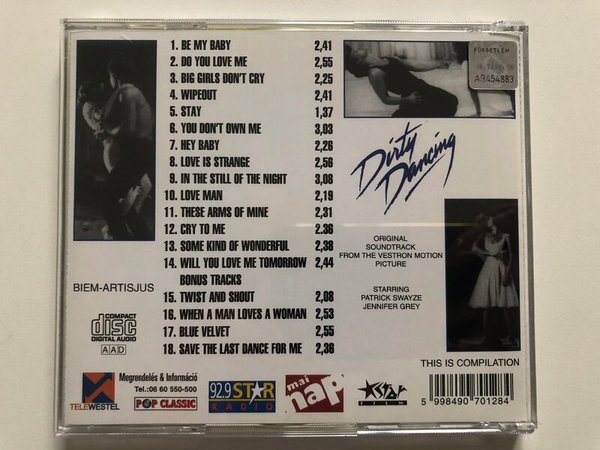 1. BE MY BABY 2,41
2. DO YOU LOVE ME 2,55
3. BIG GIRLS DON'T CRY 2,25
4. WIPEOUT 2,41
5. STAY 1,37
6. YOU DON'T OWN ME 3,03
7. HEY BABY 2,26
8. LOVE IS STRANGE 2,56
9. IN THE STILL OF THE NIGHT 3,08
10. LOVE MAN 2,19
11. THESE ARMS OF MINE 2,31
12. CRY TO ME 2.36
13. SOME KIND OF WONDERFUL 2,38
14. WILL YOU LOVE ME TOMORROW 2,44
BONUS TRACKS
15. TWIST AND SHOUT 2,08
16. WHEN A MAN LOVES A WOMAN 2,53
17. BLUE VELVET 2,55
18. SAVE THE LAST DANCE FOR ME 2,36
A8454883
Dirty
Dancing
ORIGINAL
SOUNDTRACK
FROM THE VESTRON MOTION
PICTURE
STARRING
PATRICK SWAYZE
JENNIFER GREY
BIEM-ARTISJUS
COMPACT
disc
DIGITAL AUDIO
AAD
THIS IS COMPILATION
TELEWESTEL
Megrendelés & Információ
Tel.: 06 60 550-500
POP CLASSIC
92.9 STAR
RADIO
mai
nap
Star
FILM
5 998490 701284